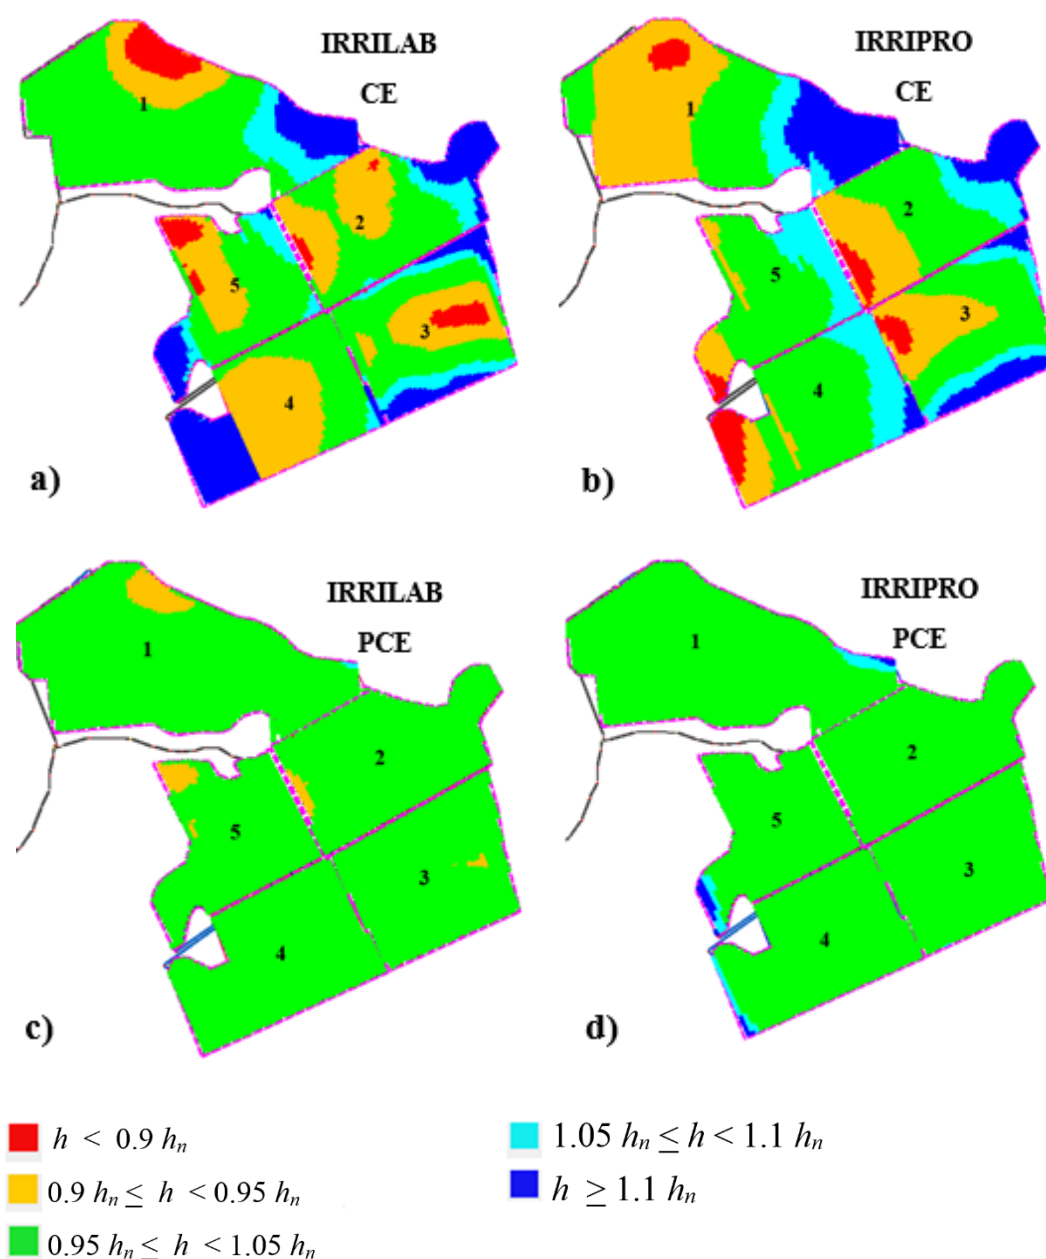 IRRILAB
CE
1
2
3
4
5
a)
IRRIPRO
CE
1
2
3
4
5
b)
IRRILAB
PCE
1
2
3
4
5
c)
IRRIPRO
PCE
1
2
3
4
5
d)
h < 0.9 hₙ
0.9 hₙ ≤ h < 0.95 hₙ
0.95 hₙ ≤ h < 1.05 hₙ
1.05 hₙ ≤ h < 1.1 hₙ
h ≥ 1.1 hₙ